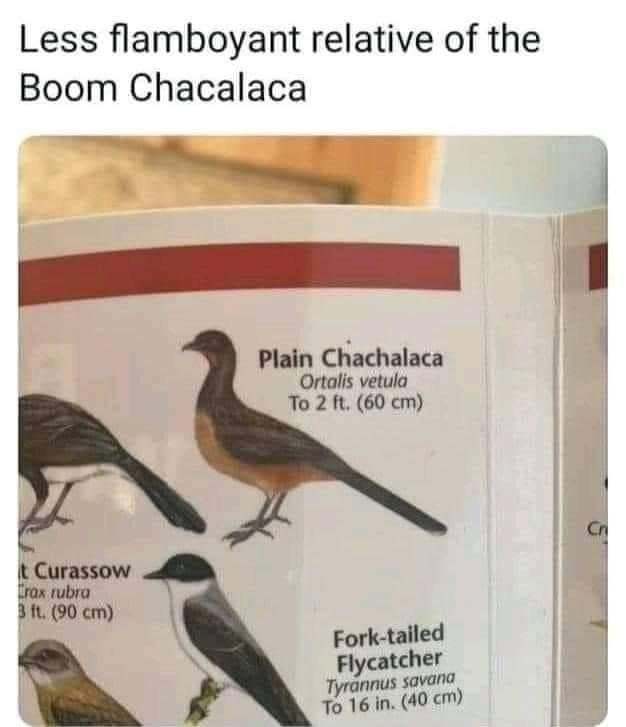 Less flamboyant relative of the
Boom Chacalaca
Plain Chachalaca
Ortalis vetula
To 2 ft. (60 cm)
t Curassow
Crax rubra
3 ft. (90 cm)
Fork-tailed
Flycatcher
Tyrannus savana
To 16 in. (40 cm)